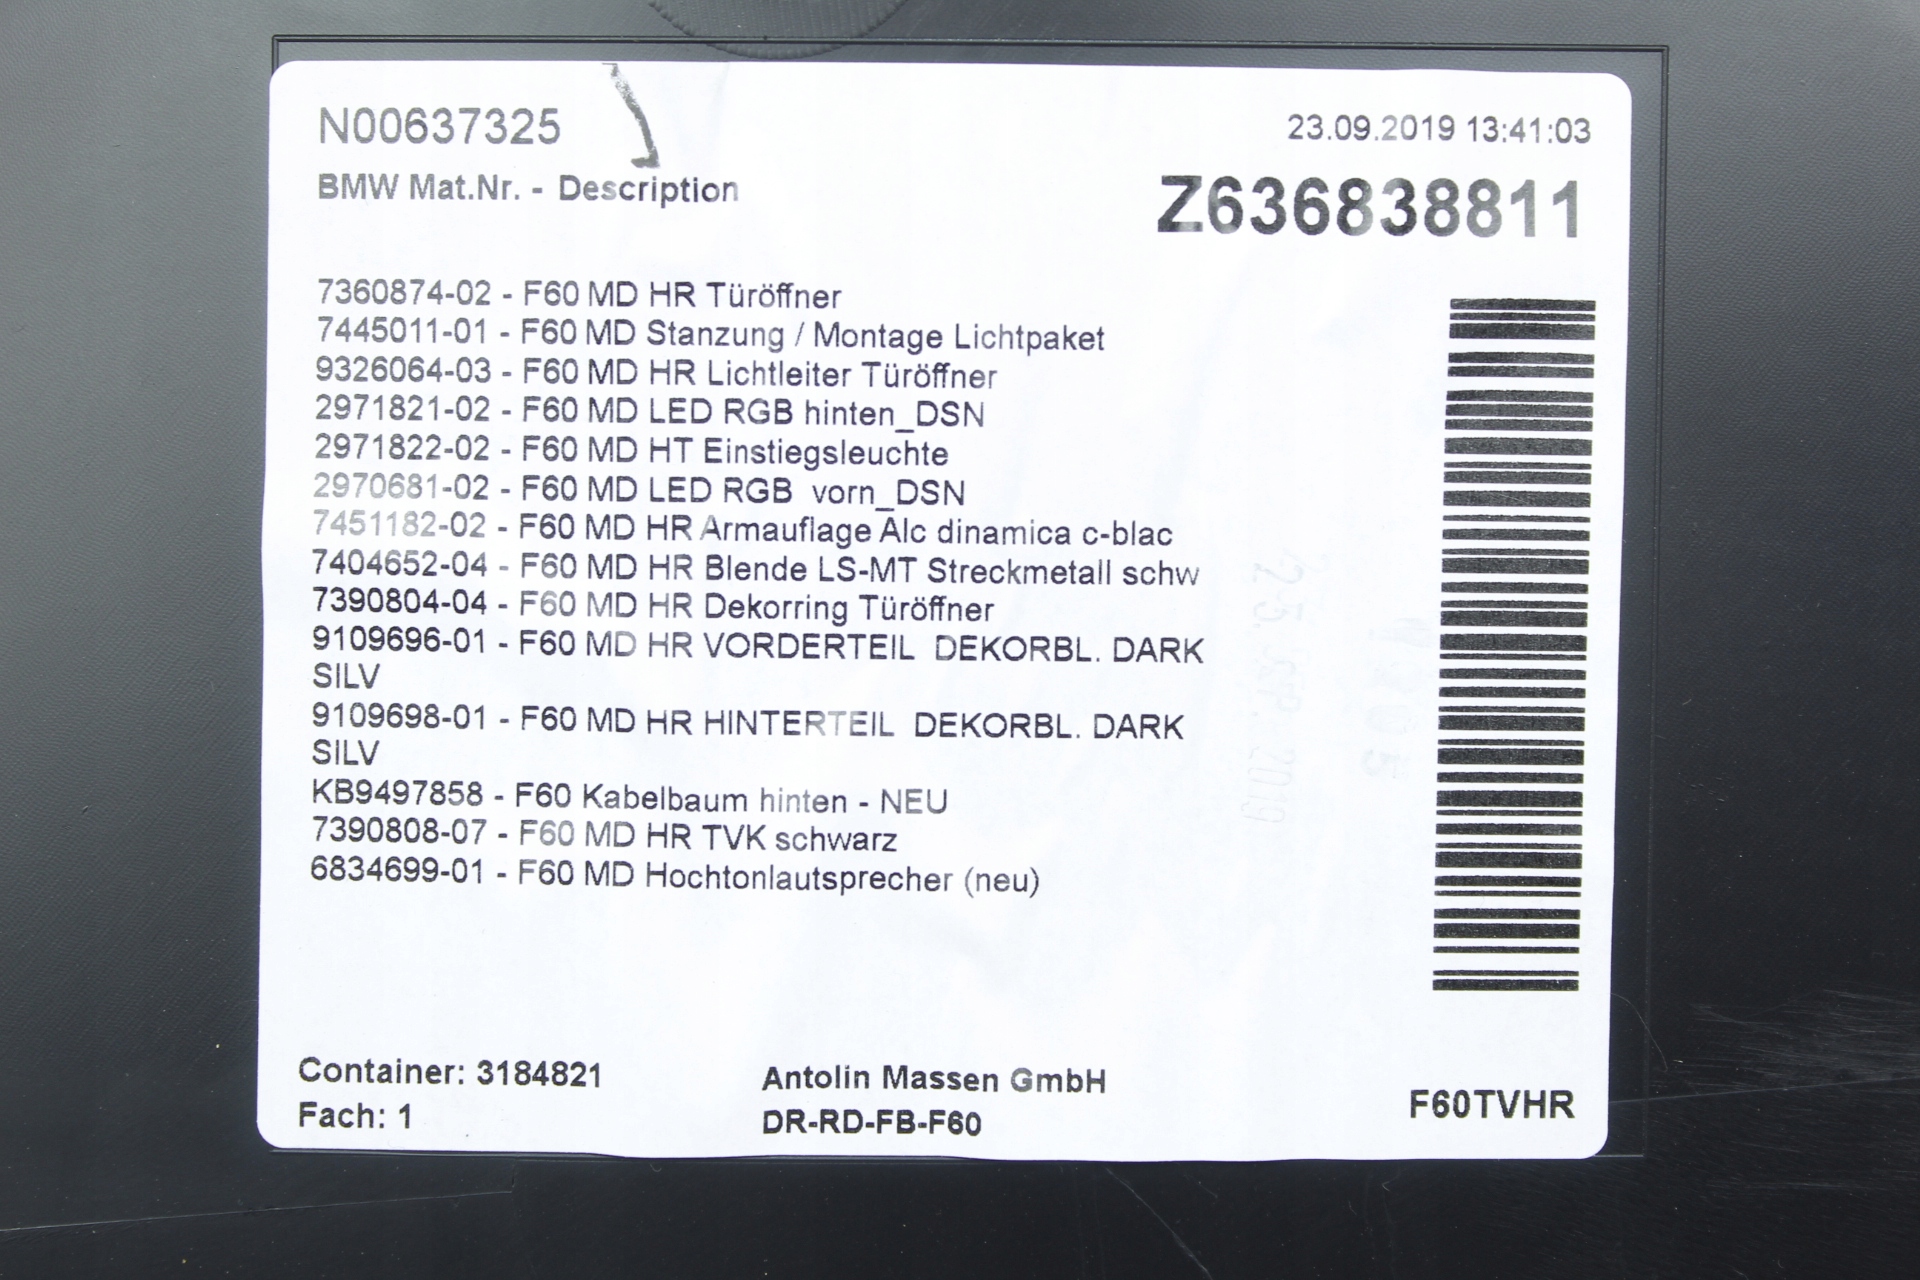 N00637325
23.09.2019 13:41:03
BMW Mat.Nr. - Description
Z636838811
7360874-02 - F60 MD HR Türöffner
7445011-01 - F60 MD Stanzung / Montage Lichtpaket
9326064-03 - F60 MD HR Lichtleiter Türöffner
2971821-02 - F60 MD LED RGB hinten_DSN
2971822-02 - F60 MD HT Einstiegsleuchte
2970681-02 - F60 MD LED RGB vorn_DSN
7451182-02 - F60 MD HR Armauflage Alc dinamica c-blac
7404652-04 - F60 MD HR Blende LS-MT Streckmetall schw
7390804-04 - F60 MD HR Dekorring Türöffner
9109696-01 - F60 MD HR VORDERTEIL DEKORBL. DARK
SILV
9109698-01 - F60 MD HR HINTERTEIL DEKORBL. DARK
SILV
KB9497858 - F60 Kabelbaum hinten - NEU
7390808-07 - F60 MD HR TVK schwarz
6834699-01 - F60 MD Hochtonlautsprecher (neu)
Container: 3184821
Fach: 1
Antolin Massen GmbH
DR-RD-FB-F60
F60TVHR